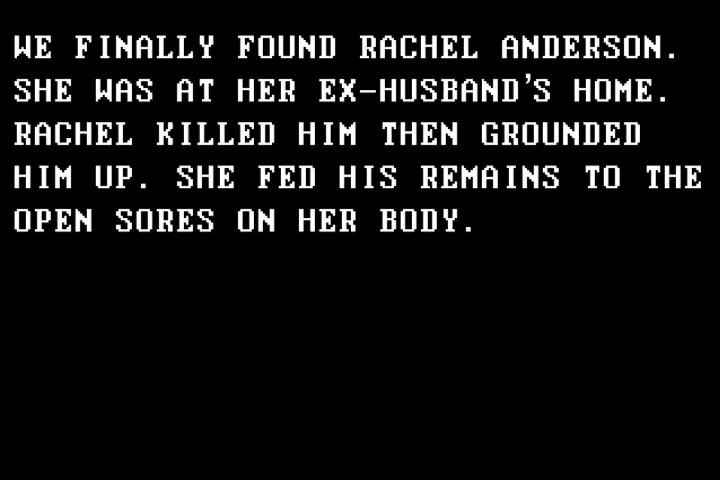 WE FINALLY FOUND RACHEL ANDERSON.
SHE WAS AT HER EX-HUSBAND'S HOME.
RACHEL KILLED HIM THEN GROUNDED
HIM UP. SHE FED HIS REMAINS TO THE
OPEN SORES ON HER BODY.